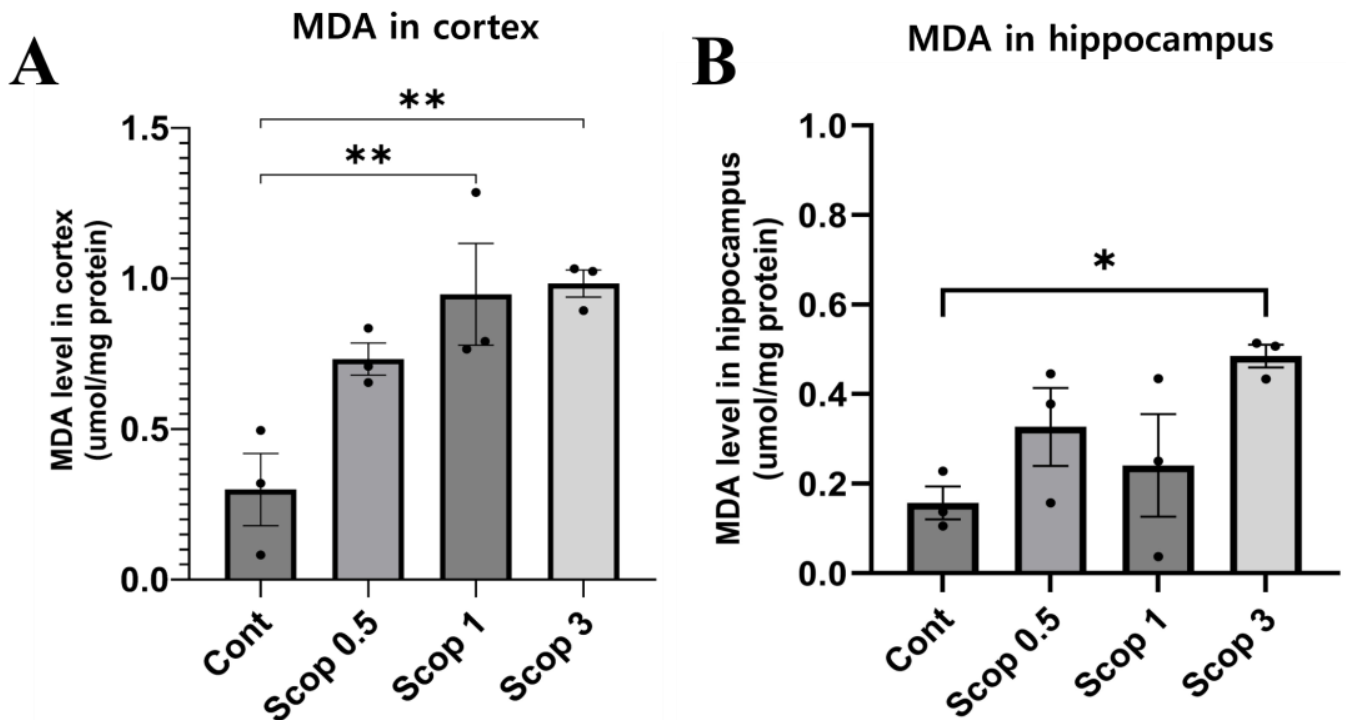 A
MDA in cortex
**
**
MDA level in cortex
(umol/mg protein)
1.5
1.0
0.5
0.0
Cont
Scop 0.5
Scop 1
Scop 3
B
MDA in hippocampus
*
MDA level in hippocampus
(umol/mg protein)
1.0
0.8
0.6
0.4
0.2
0.0
Cont
Scop 0.5
Scop 1
Scop 3